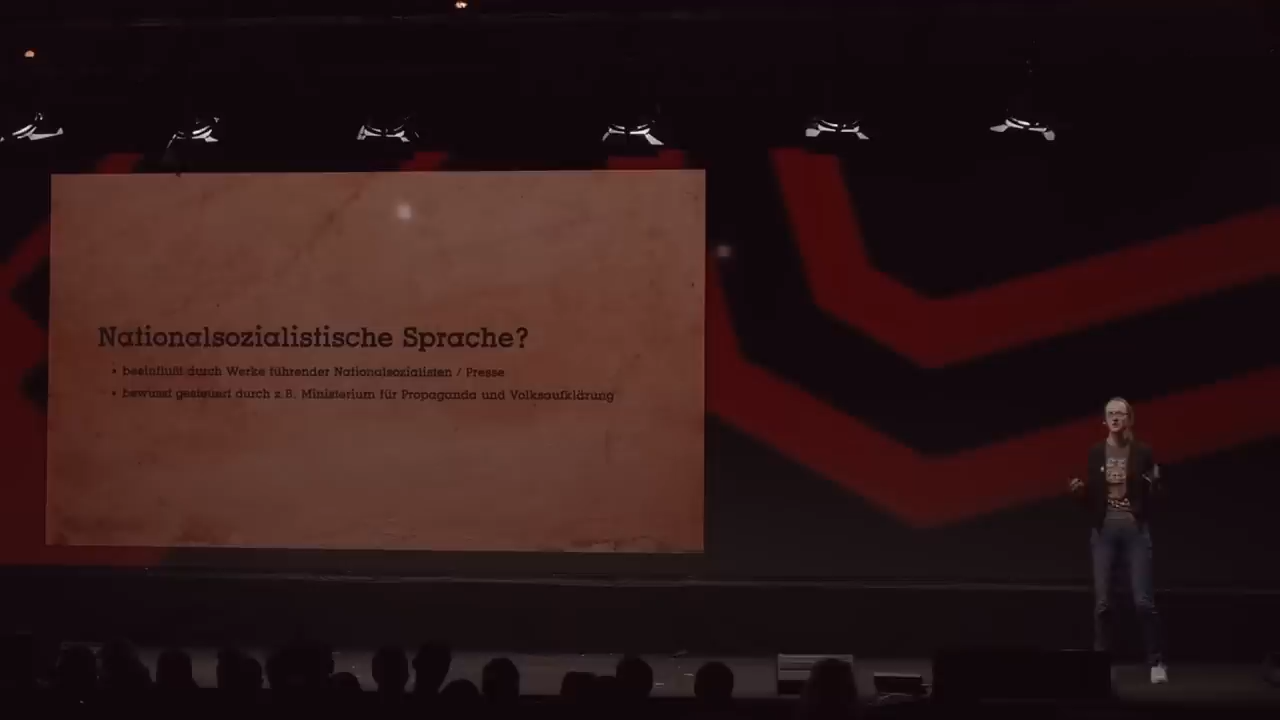 Nationalsozialistische Sprache?
• beeinflußt durch Werke führender Nationalsozialisten / Presse
• bewusst gesteuert durch z.B. Ministerium für Propaganda und Volksaufklärung